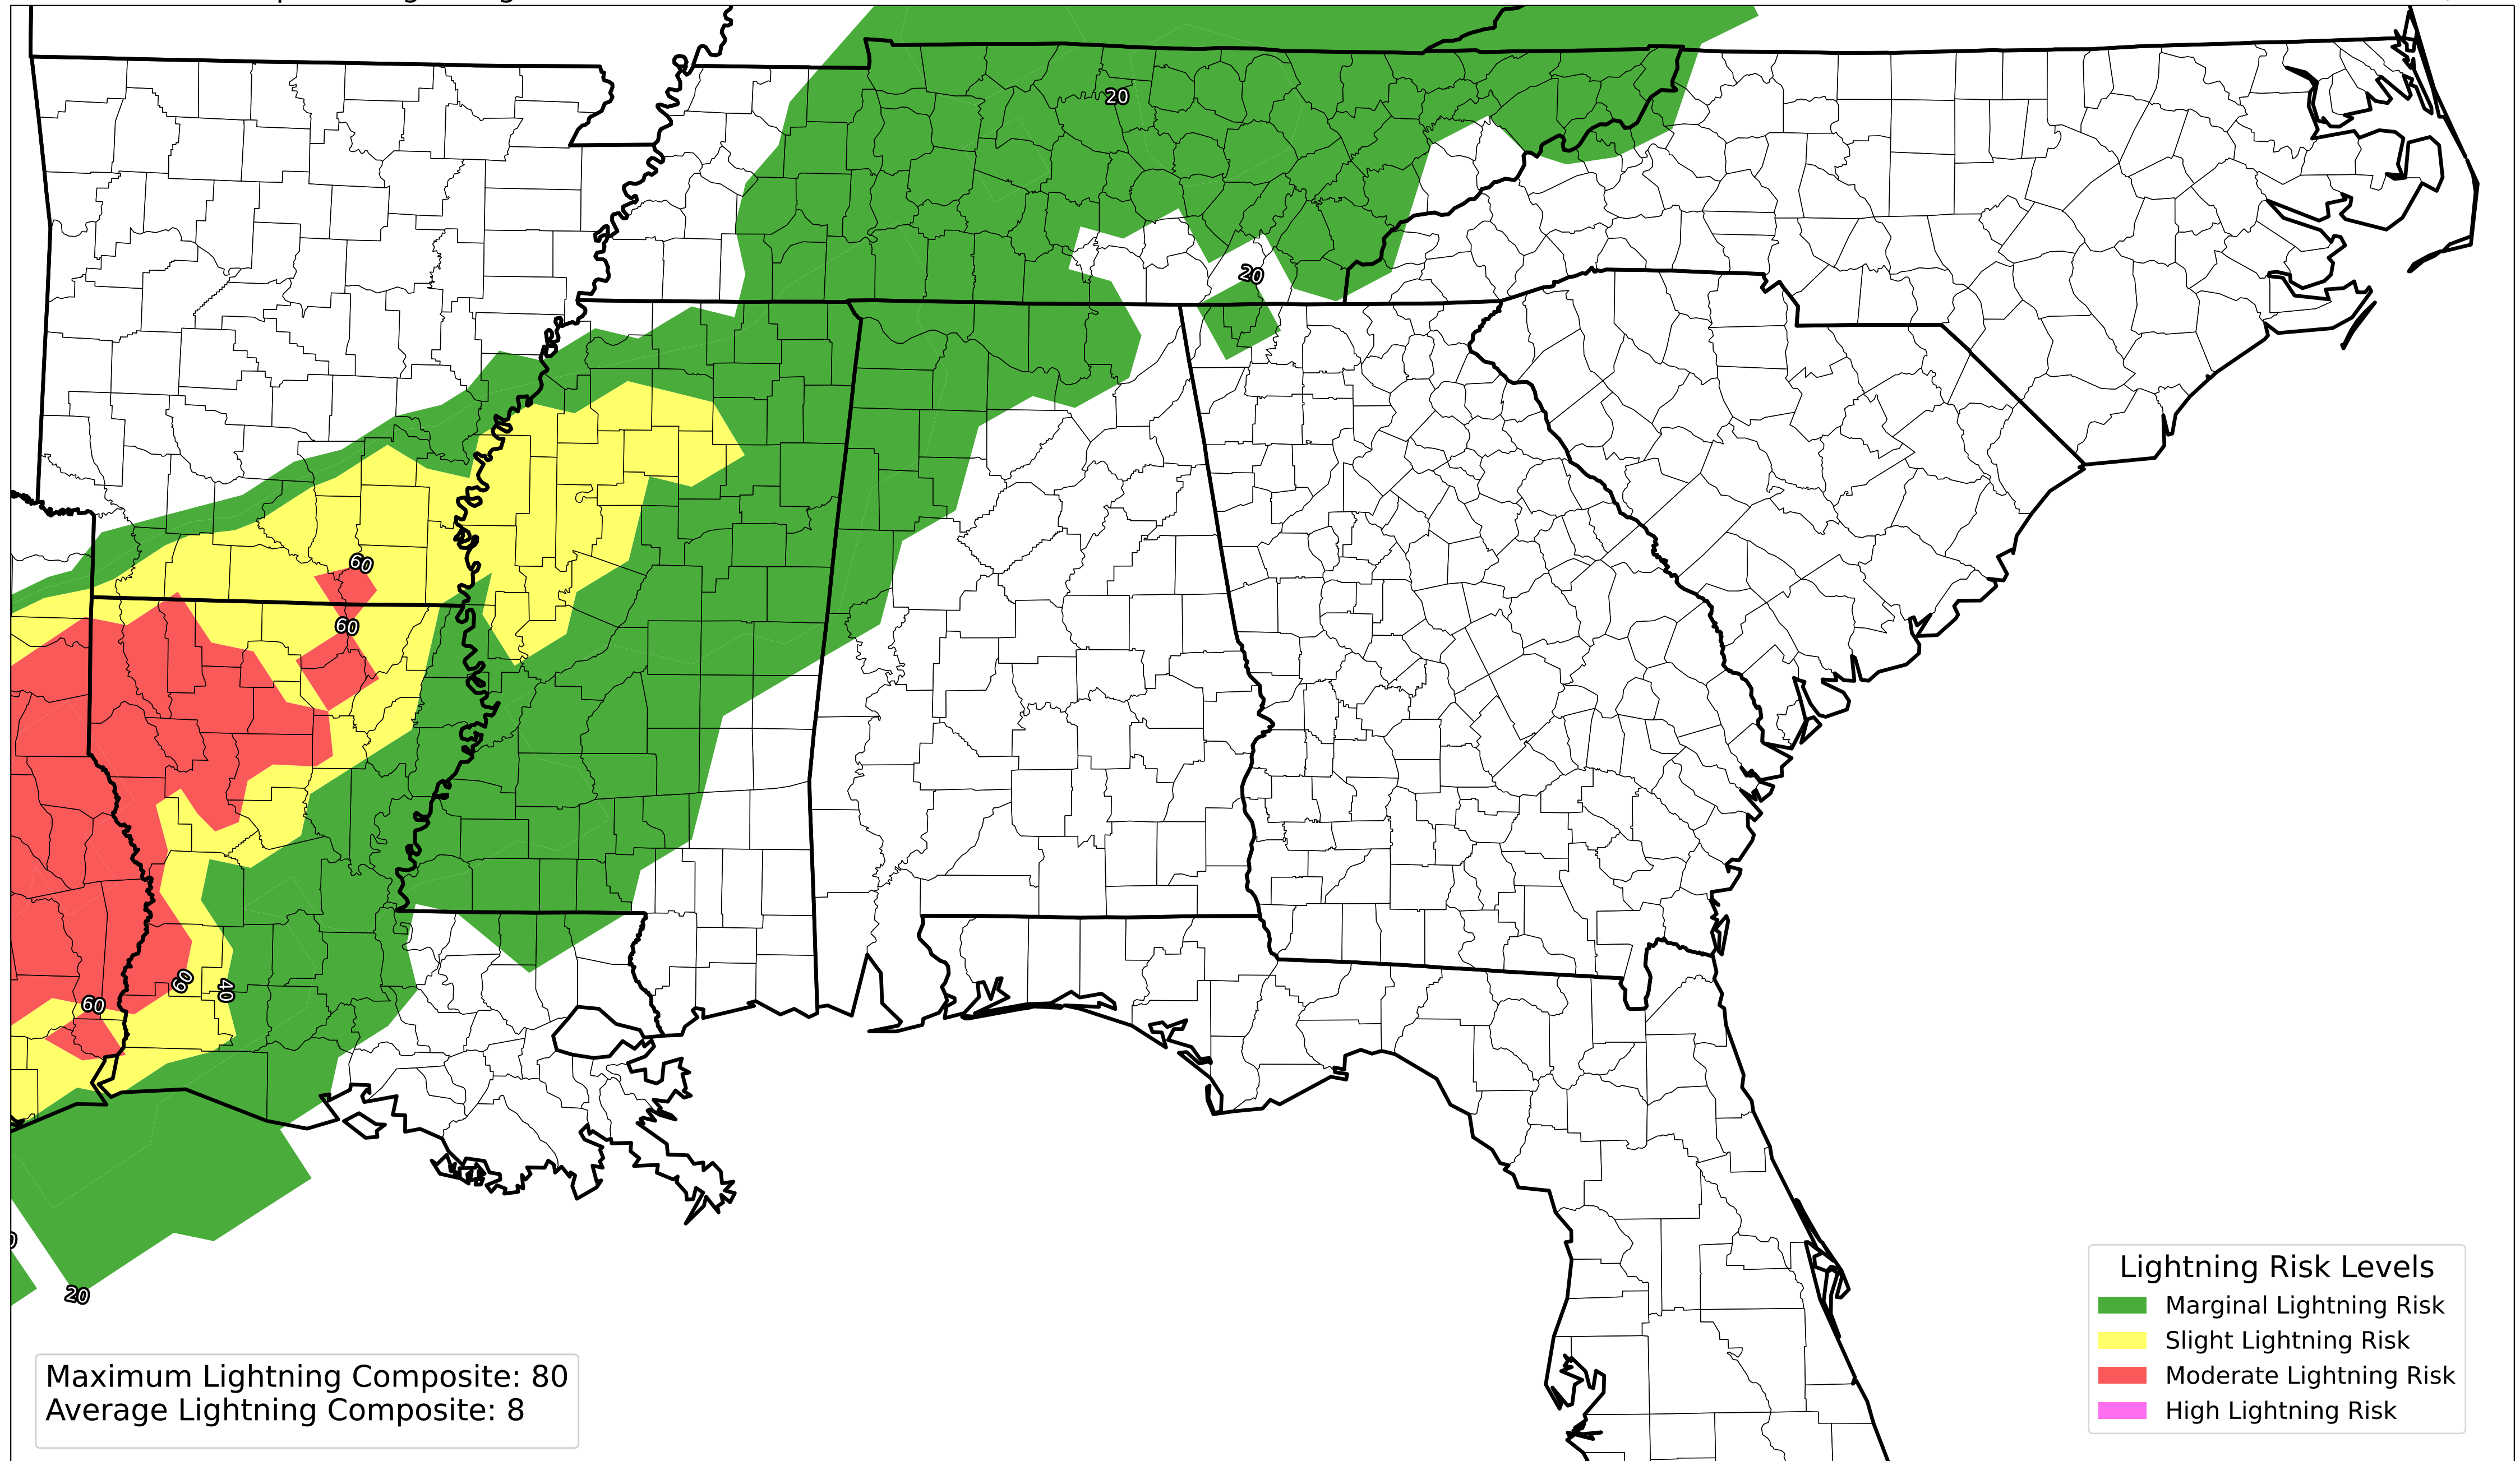 20
20
60
60
60
40
60
20
Lightning Risk Levels
Marginal Lightning Risk
Slight Lightning Risk
Moderate Lightning Risk
High Lightning Risk
Maximum Lightning Composite: 80
Average Lightning Composite: 8